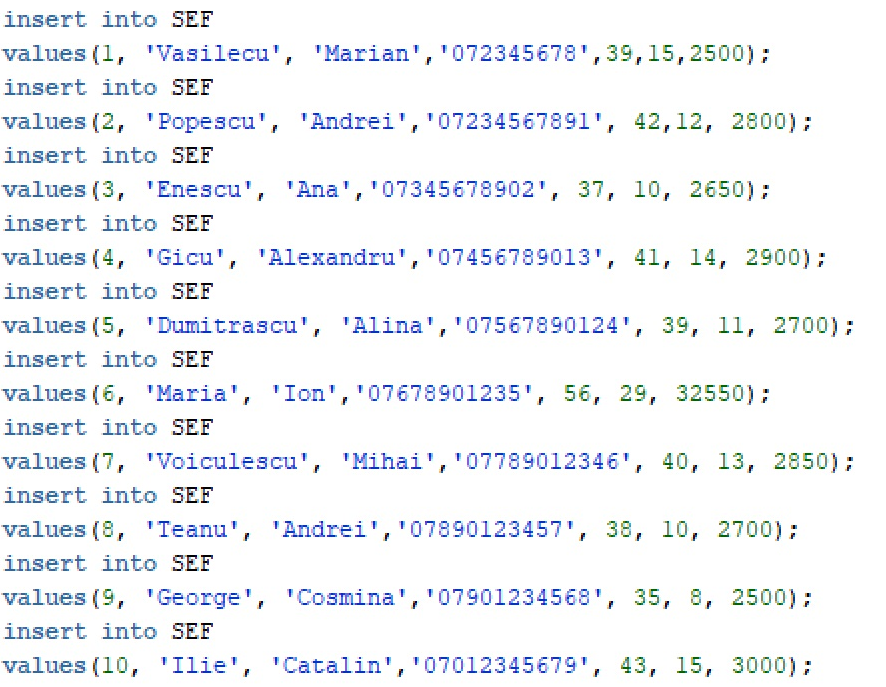 insert into SEF
values(1, 'Vasilecu', 'Marian','072345678',39,15,2500);
insert into SEF
values(2, 'Popescu', 'Andrei','07234567891', 42,12, 2800);
insert into SEF
values(3, 'Enescu', 'Ana','07345678902', 37, 10, 2650);
insert into SEF
values(4, 'Gicu', 'Alexandru','07456789013', 41, 14, 2900);
insert into SEF
values(5, 'Dumitrascu', 'Alina','07567890124', 39, 11, 2700);
insert into SEF
values(6, 'Maria', 'Ion','07678901235', 56, 29, 32550);
insert into SEF
values(7, 'Voiculescu', 'Mihai','07789012346', 40, 13, 2850);
insert into SEF
values(8, 'Teanu', 'Andrei','07890123457', 38, 10, 2700);
insert into SEF
values(9, 'George', 'Cosmina','07901234568', 35, 8, 2500);
insert into SEF
values(10, 'Ilie', 'Catalin','07012345679', 43, 15, 3000);